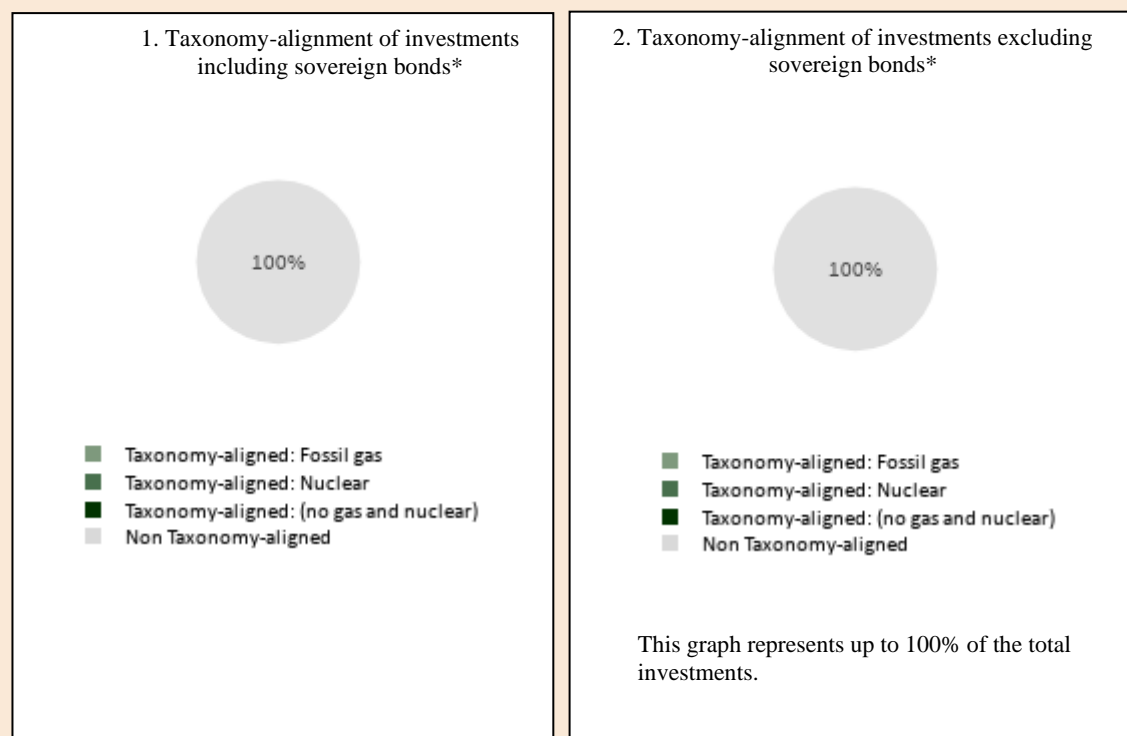 1. Taxonomy-alignment of investments
including sovereign bonds*
100%
Taxonomy-aligned: Fossil gas
Taxonomy-aligned: Nuclear
Taxonomy-aligned: (no gas and nuclear)
Non Taxonomy-aligned
2. Taxonomy-alignment of investments excluding
sovereign bonds*
100%
Taxonomy-aligned: Fossil gas
Taxonomy-aligned: Nuclear
Taxonomy-aligned: (no gas and nuclear)
Non Taxonomy-aligned
This graph represents up to 100% of the total
investments.